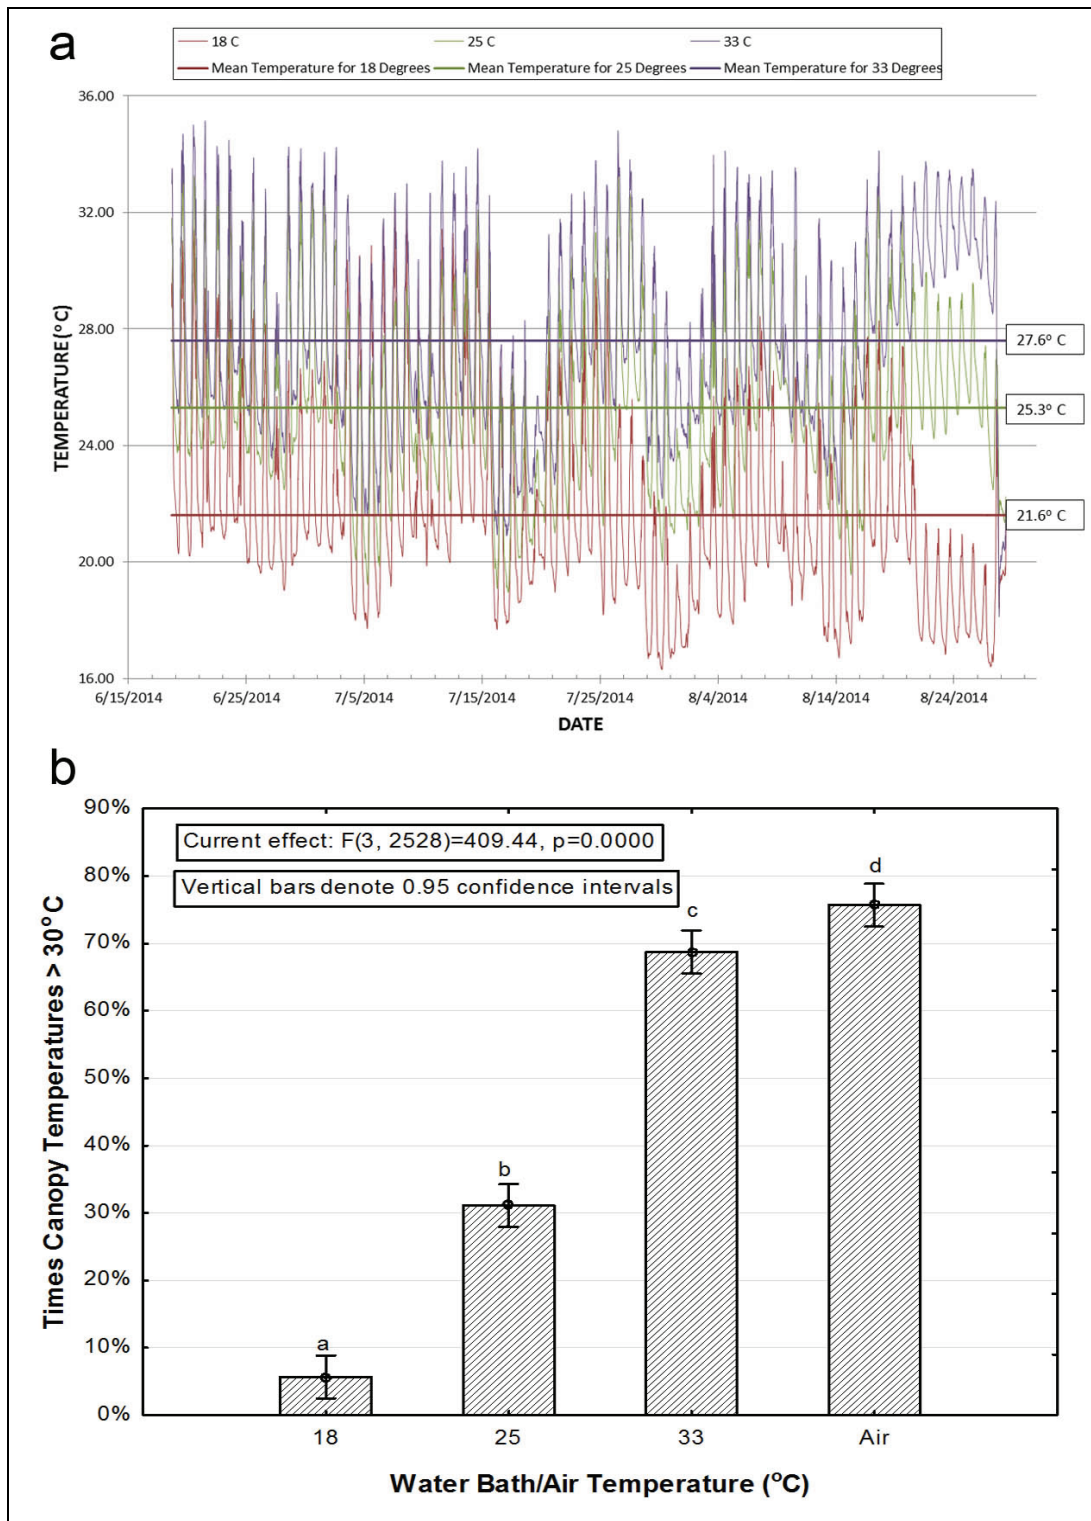 a
18 C 25 C 33 C
Mean Temperature for 18 Degrees Mean Temperature for 25 Degrees Mean Temperature for 33 Degrees
36.00
32.00
28.00
24.00
20.00
16.00
TEMPERATURE (° C)
27.6° C
25.3° C
21.6° C
6/15/2014 6/25/2014 7/5/2014 7/15/2014 7/25/2014 8/4/2014 8/14/2014 8/24/2014
DATE
b
90%
80%
70%
60%
50%
40%
30%
20%
10%
0%
Times Canopy Temperatures > 30°C
Current effect: F(3, 2528)=409.44, p=0.0000
Vertical bars denote 0.95 confidence intervals
a
b
c
d
18 25 33 Air
Water Bath/Air Temperature (°C)